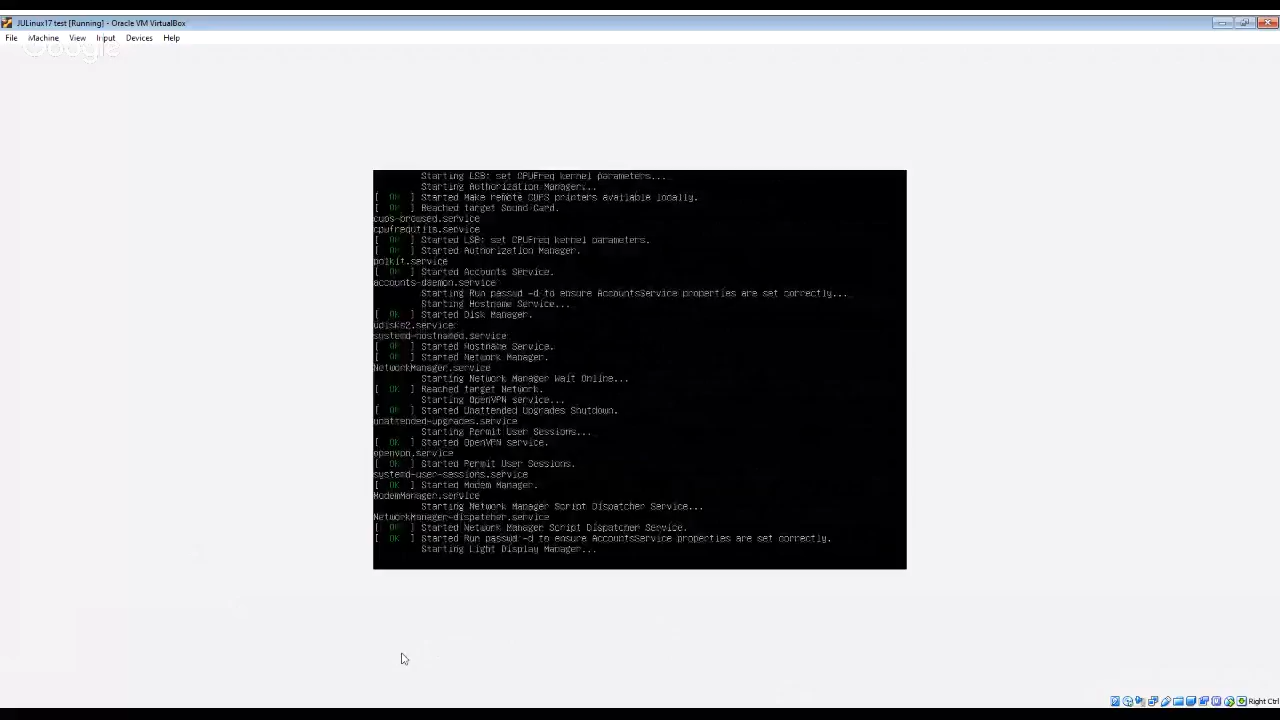 JULinux17 test [Running] - Oracle VM VirtualBox
File Machine View Input Devices Help
Google
Starting LSB: set CPUFreq kernel parameters...
Starting Authorization Manager...
[ OK ] Started Make remote CUPS printers available locally.
[ OK ] Reached target Sound Card.
cups-browsed.service
cpufrequtils.service
[ OK ] Started LSB: set CPUFreq kernel parameters.
[ OK ] Started Authorization Manager.
polkit.service
[ OK ] Started Accounts Service.
accounts-daemon.service
Starting Run passwd -d to ensure AccountsService properties are set correctly...
Starting Hostname Service...
[ OK ] Started Disk Manager.
udisks2.service
systemd-hostnamed.service
[ OK ] Started Hostname Service.
[ OK ] Started Network Manager.
NetworkManager.service
Starting Network Manager Wait Online...
[ OK ] Reached target Network.
Starting OpenVPN service...
[ OK ] Started Unattended Upgrades Shutdown.
unattended-upgrades.service
Starting Permit User Sessions...
[ OK ] Started OpenVPN service.
openvpn.service
[ OK ] Started Permit User Sessions.
systemd-user-sessions.service
[ OK ] Started Modem Manager.
ModemManager.service
Starting Network Manager Script Dispatcher Service...
NetworkManager-dispatcher.service
[ OK ] Started Network Manager Script Dispatcher Service.
[ OK ] Started Run passwd -d to ensure AccountsService properties are set correctly.
Starting Light Display Manager...
Right Ctrl